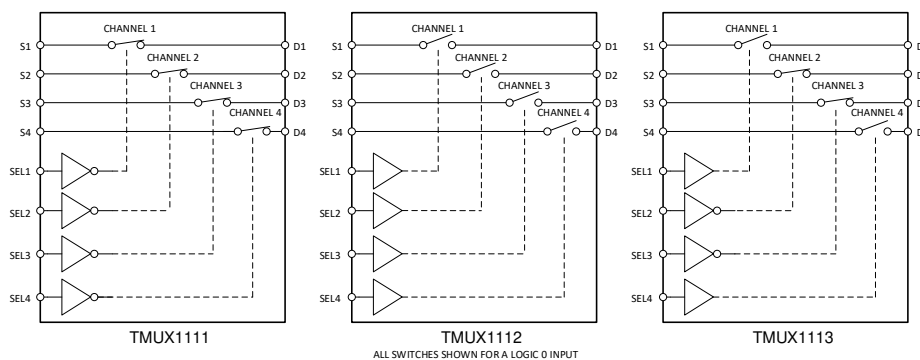 CHANNEL 1
S1
D1
CHANNEL 2
S2
D2
CHANNEL 3
S3
D3
CHANNEL 4
S4
D4
SEL1
SEL2
SEL3
SEL4
TMUX1111
CHANNEL 1
S1
D1
CHANNEL 2
S2
D2
CHANNEL 3
S3
D3
CHANNEL 4
S4
D4
SEL1
SEL2
SEL3
SEL4
TMUX1112
ALL SWITCHES SHOWN FOR A LOGIC 0 INPUT
CHANNEL 1
S1
CHANNEL 2
S2
CHANNEL 3
S3
CHANNEL 4
S4
SEL1
SEL2
SEL3
SEL4
TMUX1113